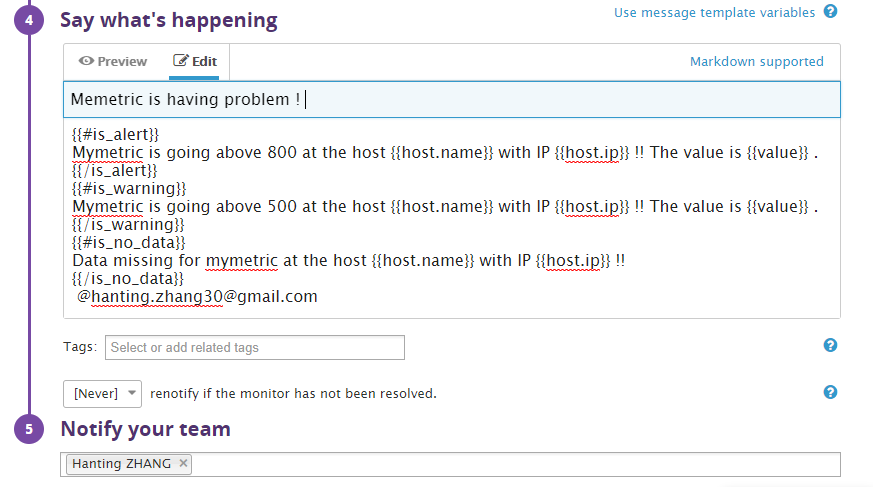 4 Say what's happening
Use message template variables ?
Preview Edit
Markdown supported
Memetric is having problem !
{{#is_alert}}
Mymetric is going above 800 at the host {{host.name}} with IP {{host.ip}} !! The value is {{value}} .
{{/is_alert}}
{{#is_warning}}
Mymetric is going above 500 at the host {{host.name}} with IP {{host.ip}} !! The value is {{value}} .
{{/is_warning}}
{{#is_no_data}}
Data missing for mymetric at the host {{host.name}} with IP {{host.ip}} !!
{{/is_no_data}}
@hanting.zhang30@gmail.com
Tags: Select or add related tags ?
[Never] renotify if the monitor has not been resolved. ?
5 Notify your team
Hanting ZHANG ×